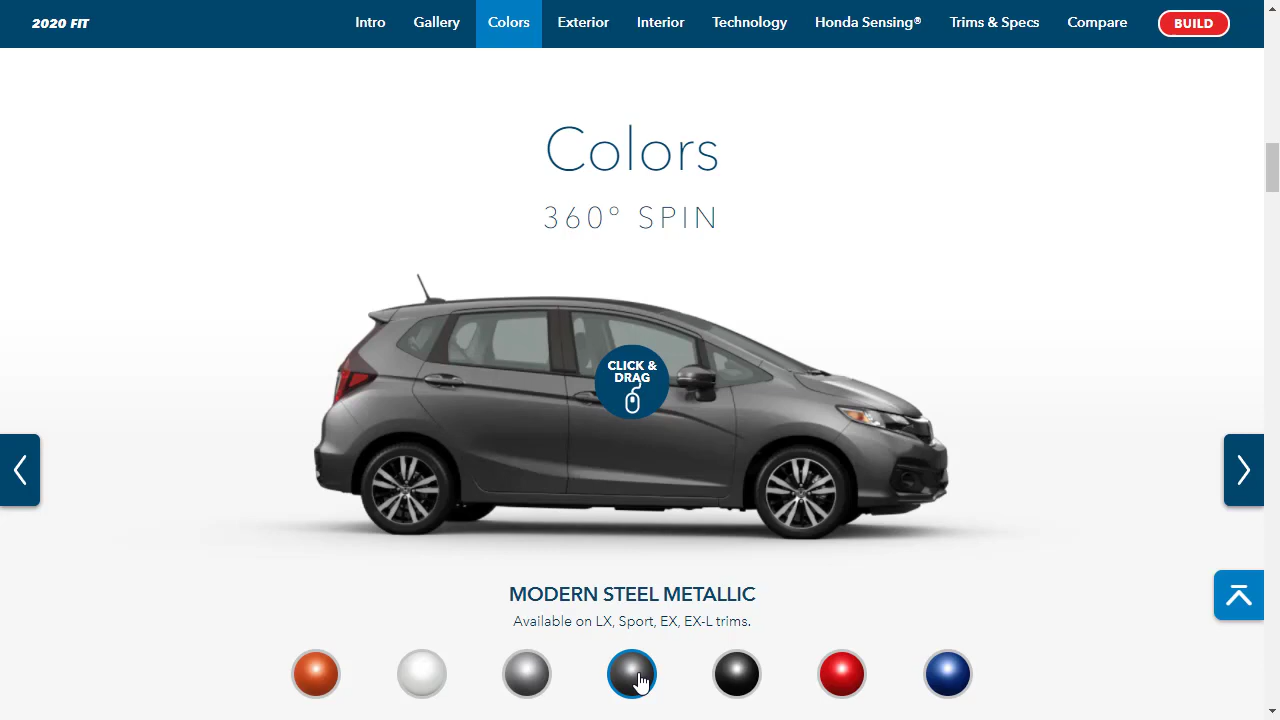 2020 FIT
Intro
Gallery
Colors
Exterior
Interior
Technology
Honda Sensing®
Trims & Specs
Compare
BUILD
Colors
360° SPIN
CLICK &
DRAG
MODERN STEEL METALLIC
Available on LX, Sport, EX, EX-L trims.